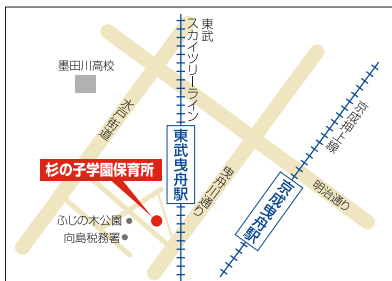 東武
スカイツリーライン
墨田川高校
水戸街道
京成押上線
東武曳舟駅
杉の子学園保育所
曳舟川通り
京成曳舟駅
明治通り
ふじの木公園
向島税務署